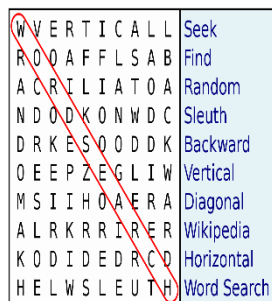 W V E R T I C A L L Seek
R O O A F F L S A B Find
A C R I L I A T O A Random
N D O D K O N W D C Sleuth
D R K E S O O D D K Backward
O E E P Z E G L I W Vertical
M S I I H O A E R A Diagonal
A L R K R R I R E R Wikipedia
K O D I D E D R C D Horizontal
H E L W S L E U T H Word Search